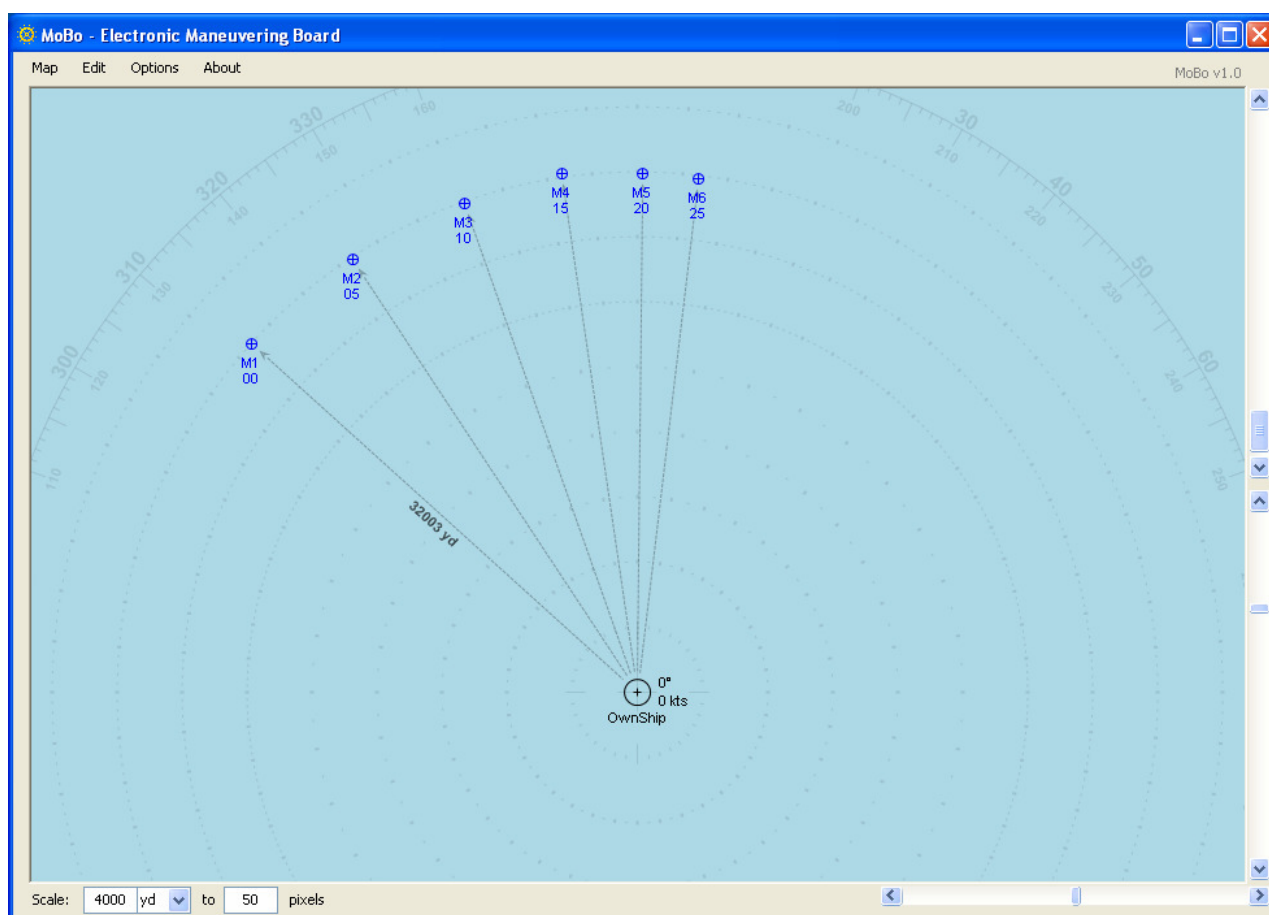 MoBo - Electronic Maneuvering Board
Map Edit Options About
MoBo v1.0
330
160
200
30
150
210
320
40
140
220
310
50
130
230
300
60
120
240
110
250
M4
15
M5
20
M6
25
M3
10
M2
05
M1
00
32003 yd
0°
0 kts
OwnShip
Scale: 4000 yd to 50 pixels